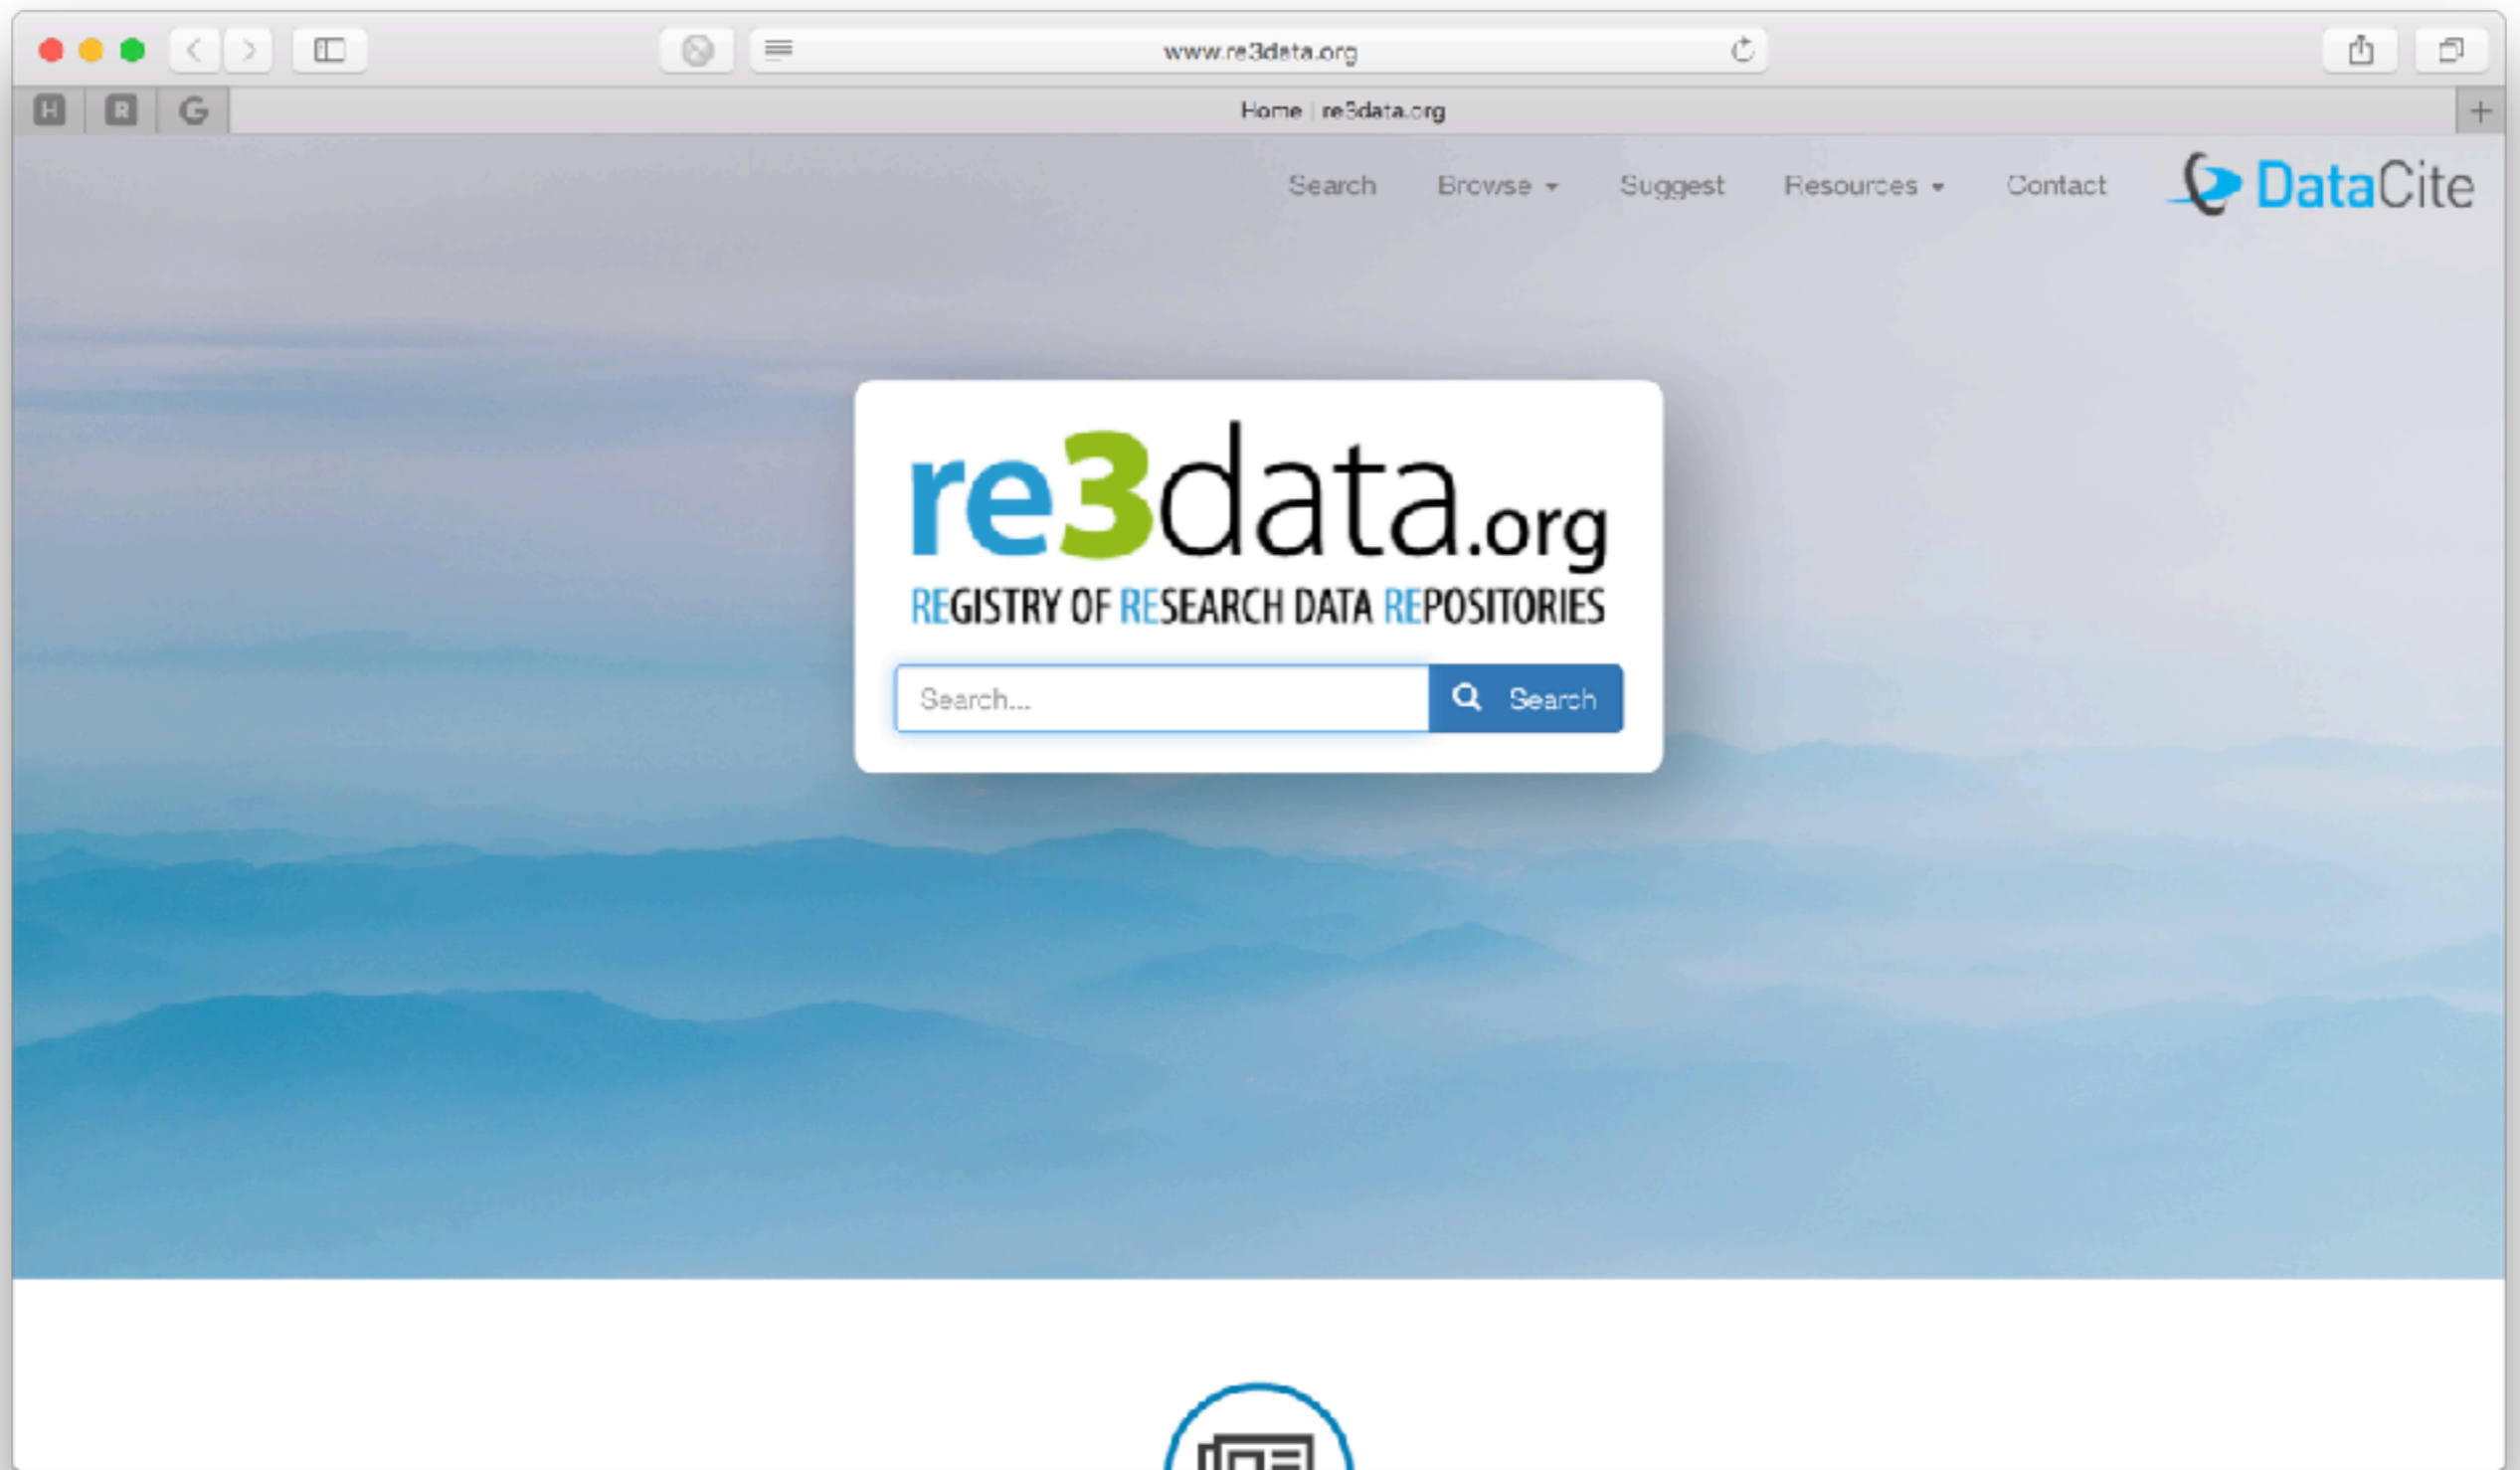 www.re3data.org
H R G Home | re3data.org +
Search Browse Suggest Resources Contact DataCite
re3data.org
REGISTRY OF RESEARCH DATA REPOSITORIES
Search... Search